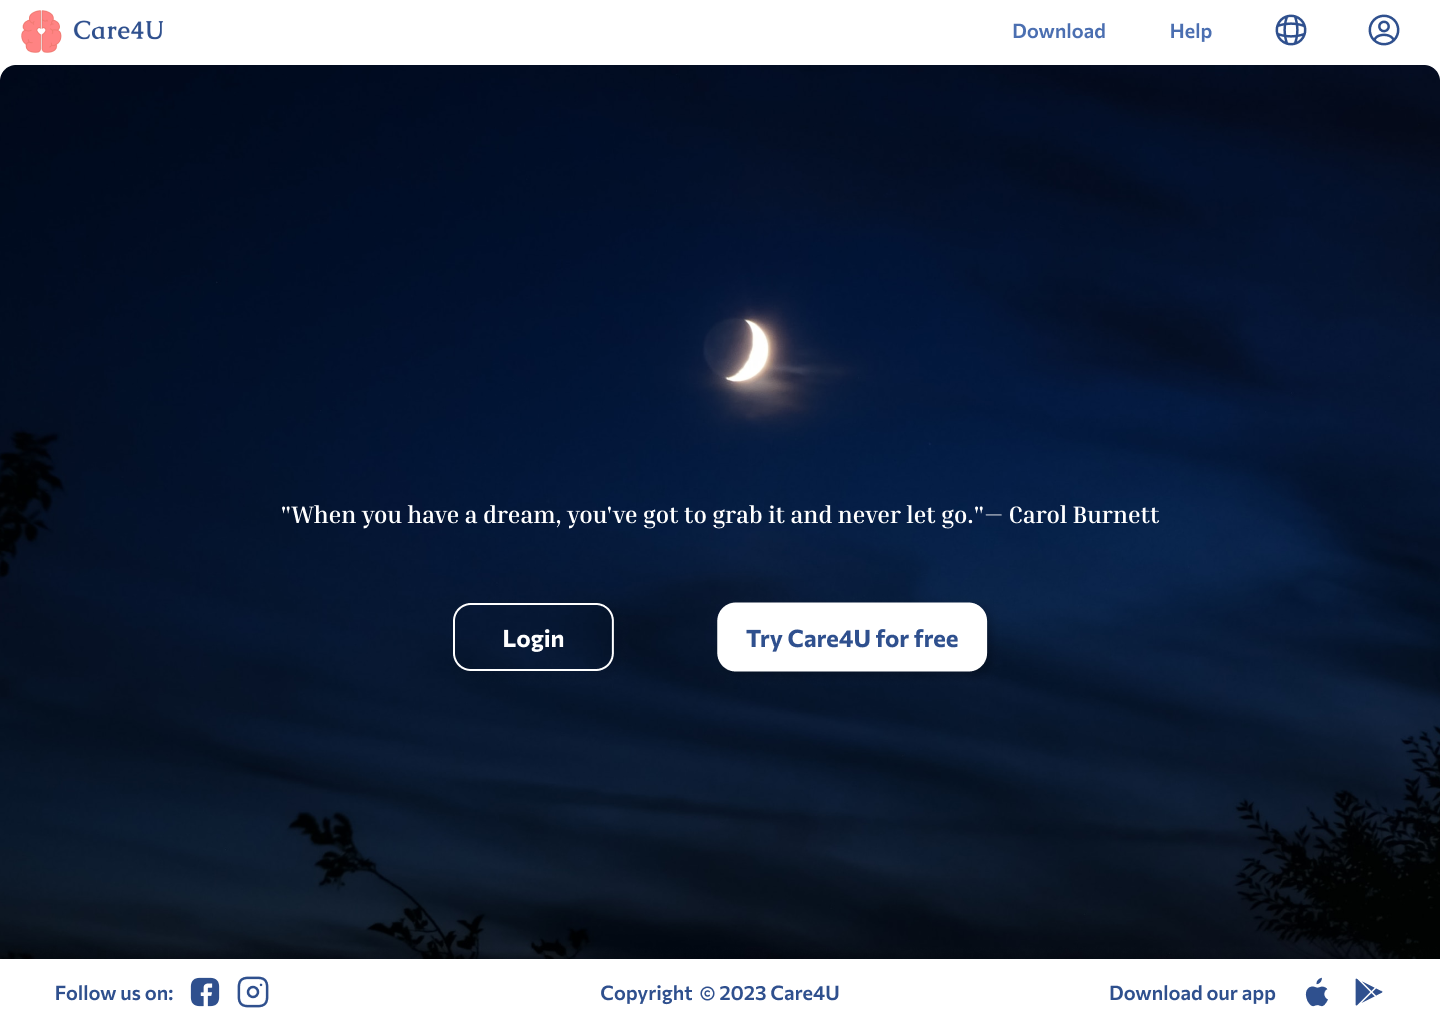 Care4U
Download
Help
"When you have a dream, you've got to grab it and never let go."— Carol Burnett
Login
Try Care4U for free
Follow us on:
Copyright © 2023 Care4U
Download our app